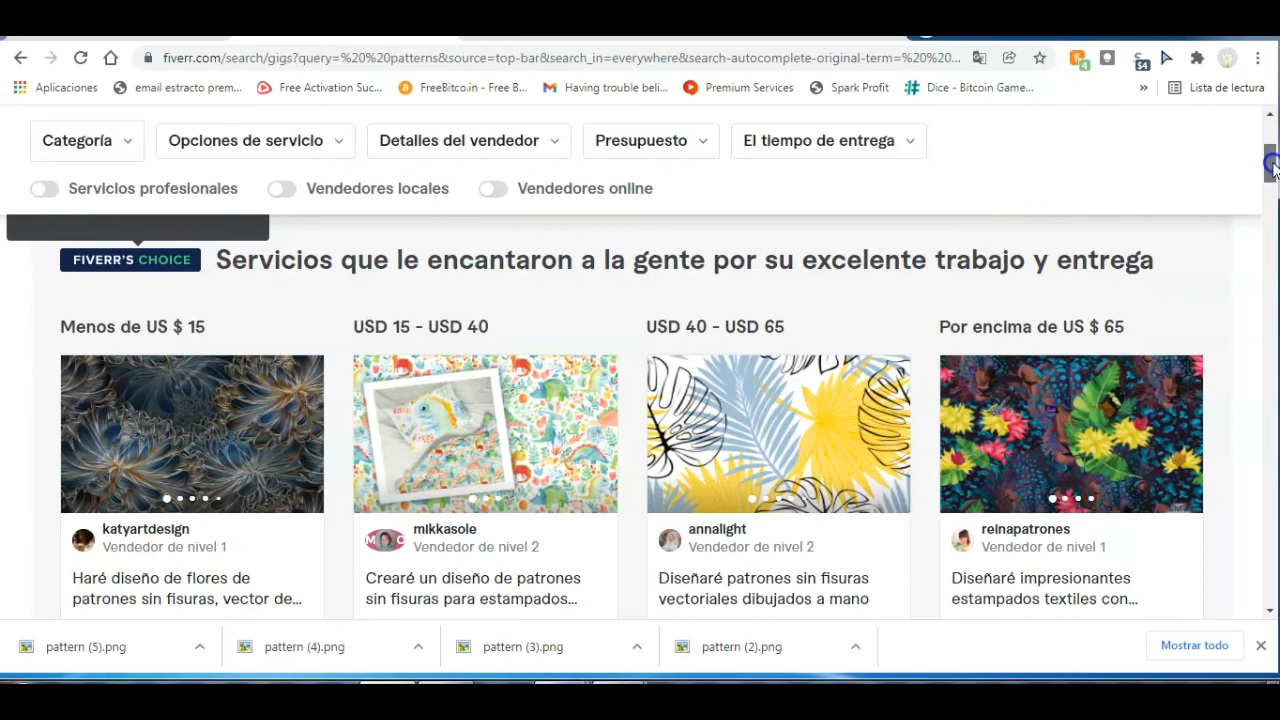 fiverr.com/search/gigs?query=%20%20patterns&source=top-bar&search_in=everywhere&search-autocomplete-original-term=%20%20...
4
$4
Aplicaciones
email estracto prem...
Free Activation Suc...
FreeBitco.in - Free B...
Having trouble beli...
Premium Services
Spark Profit
Dice - Bitcoin Game...
»
Lista de lectura
Categoría
Opciones de servicio
Detalles del vendedor
Presupuesto
El tiempo de entrega
Servicios profesionales
Vendedores locales
Vendedores online
FIVERR'S CHOICE
Servicios que le encantaron a la gente por su excelente trabajo y entrega
Menos de US $ 15
USD 15 - USD 40
USD 40 - USD 65
Por encima de US $ 65
katyartdesign
Vendedor de nivel 1
mikkasole
Vendedor de nivel 2
annalight
Vendedor de nivel 2
reinapatrones
Vendedor de nivel 1
Haré diseño de flores de
patrones sin fisuras, vector de...
Crearé un diseño de patrones
sin fisuras para estampados...
Diseñaré patrones sin fisuras
vectoriales dibujados a mano
Diseñaré impresionantes
estampados textiles con...
pattern (5).png
pattern (4).png
pattern (3).png
pattern (2).png
Mostrar todo